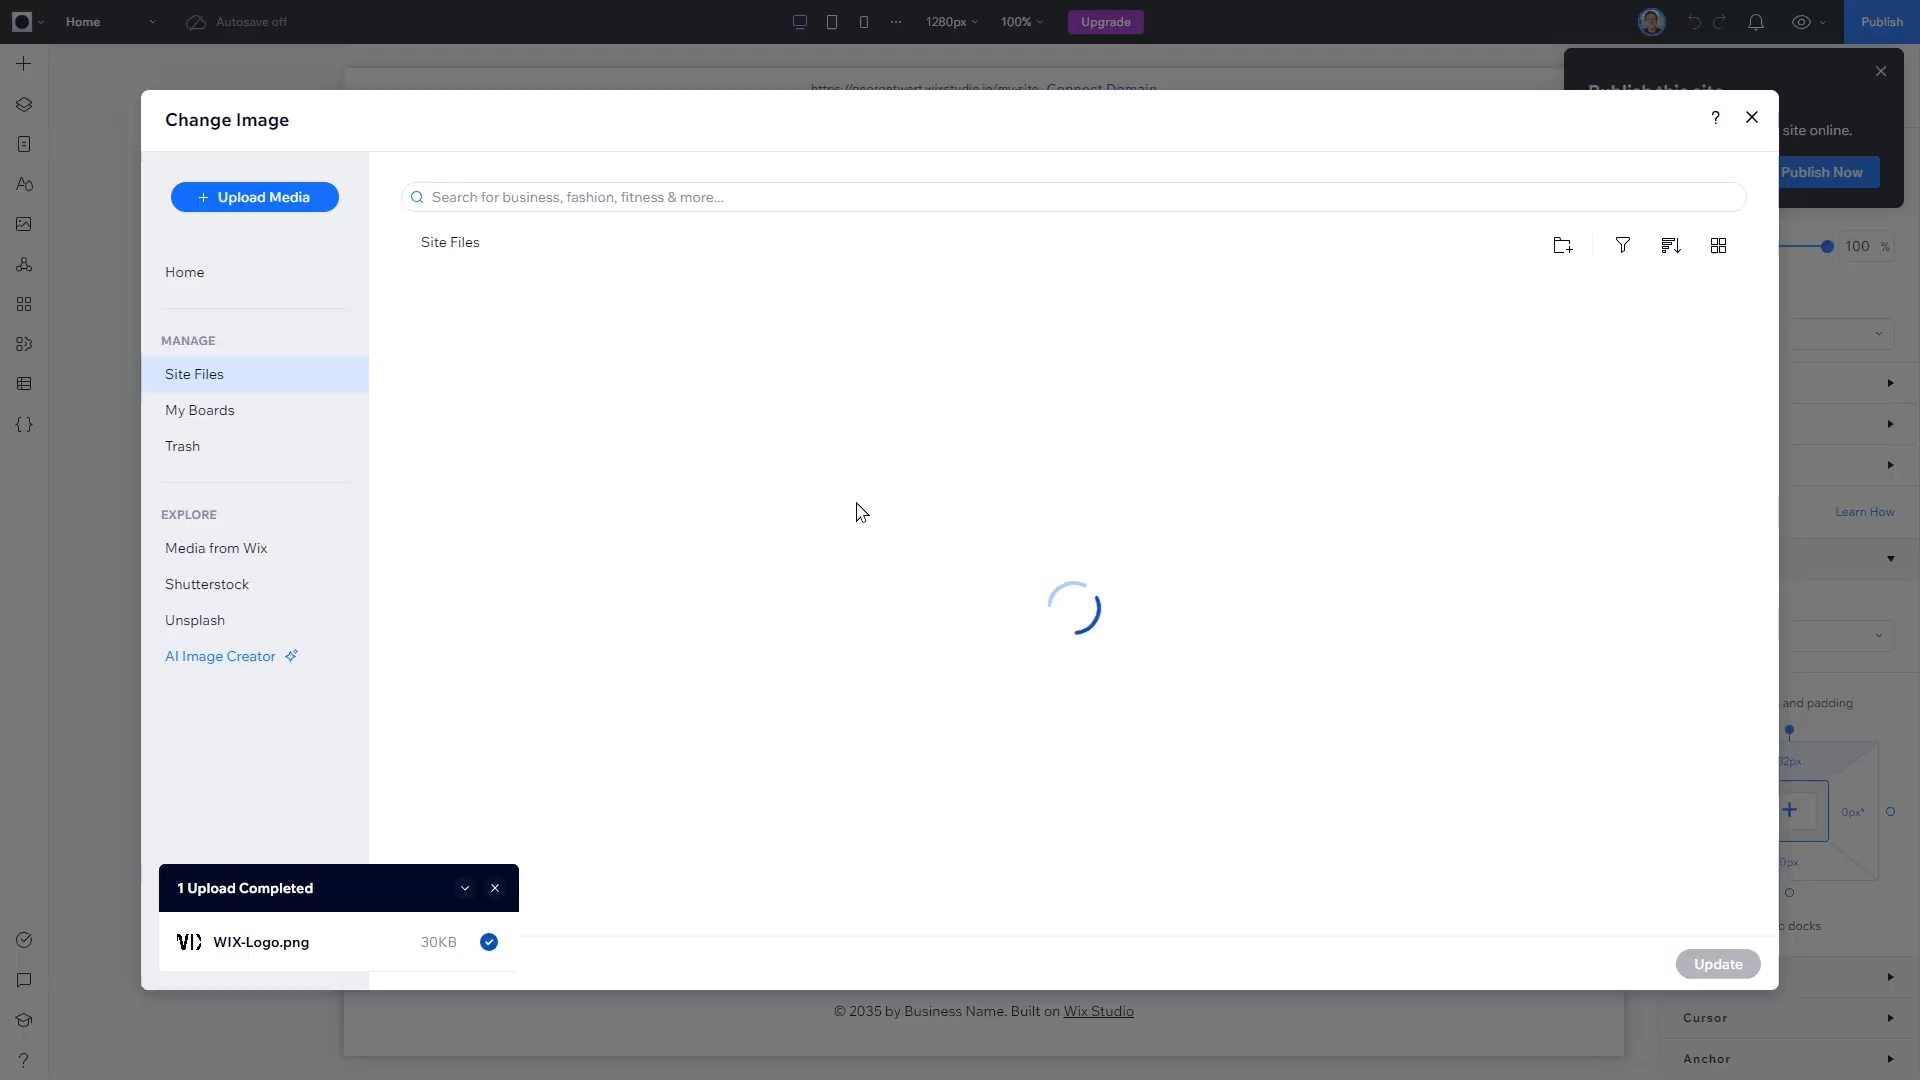 Home
Autosave off
1280px
100%
Upgrade
Publish
https://georgntwert.wixstudio.io/my-site
Connect Domain
Publish this site
site online.
Publish Now
Change Image
?
+ Upload Media
Search for business, fashion, fitness & more...
Site Files
Home
MANAGE
Site Files
My Boards
Trash
EXPLORE
Media from Wix
Shutterstock
Unsplash
AI Image Creator
100 %
Learn How
and padding
12px
0px*
0px
docks
1 Upload Completed
WIX-Logo.png
30KB
Update
© 2035 by Business Name. Built on Wix Studio
Cursor
Anchor
?